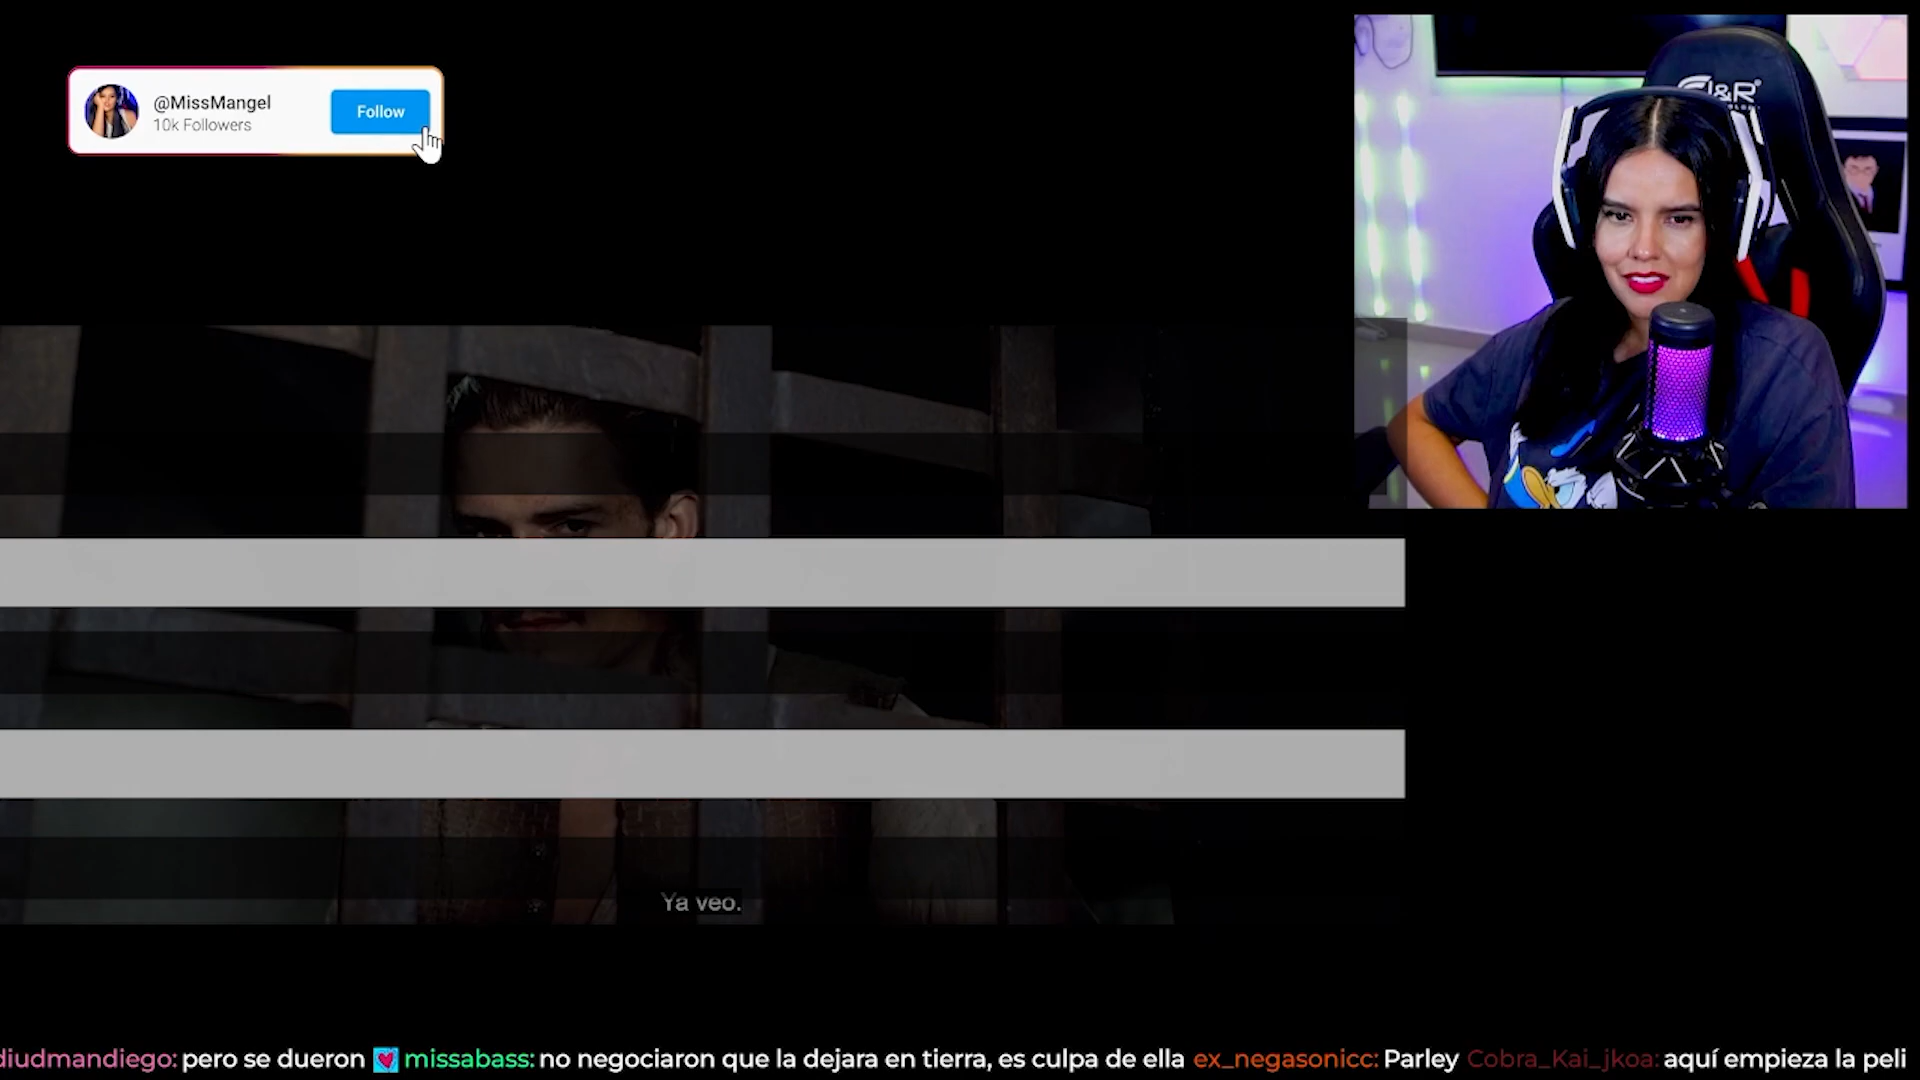 @MissMangel
10k Followers
Follow
Ya veo.
diudmandiego: pero se dueron missabass: no negociaron que la dejara en tierra, es culpa de ella ex_negasonicc: Parley Cobra_Kai_jkoa: aquí empieza la peli